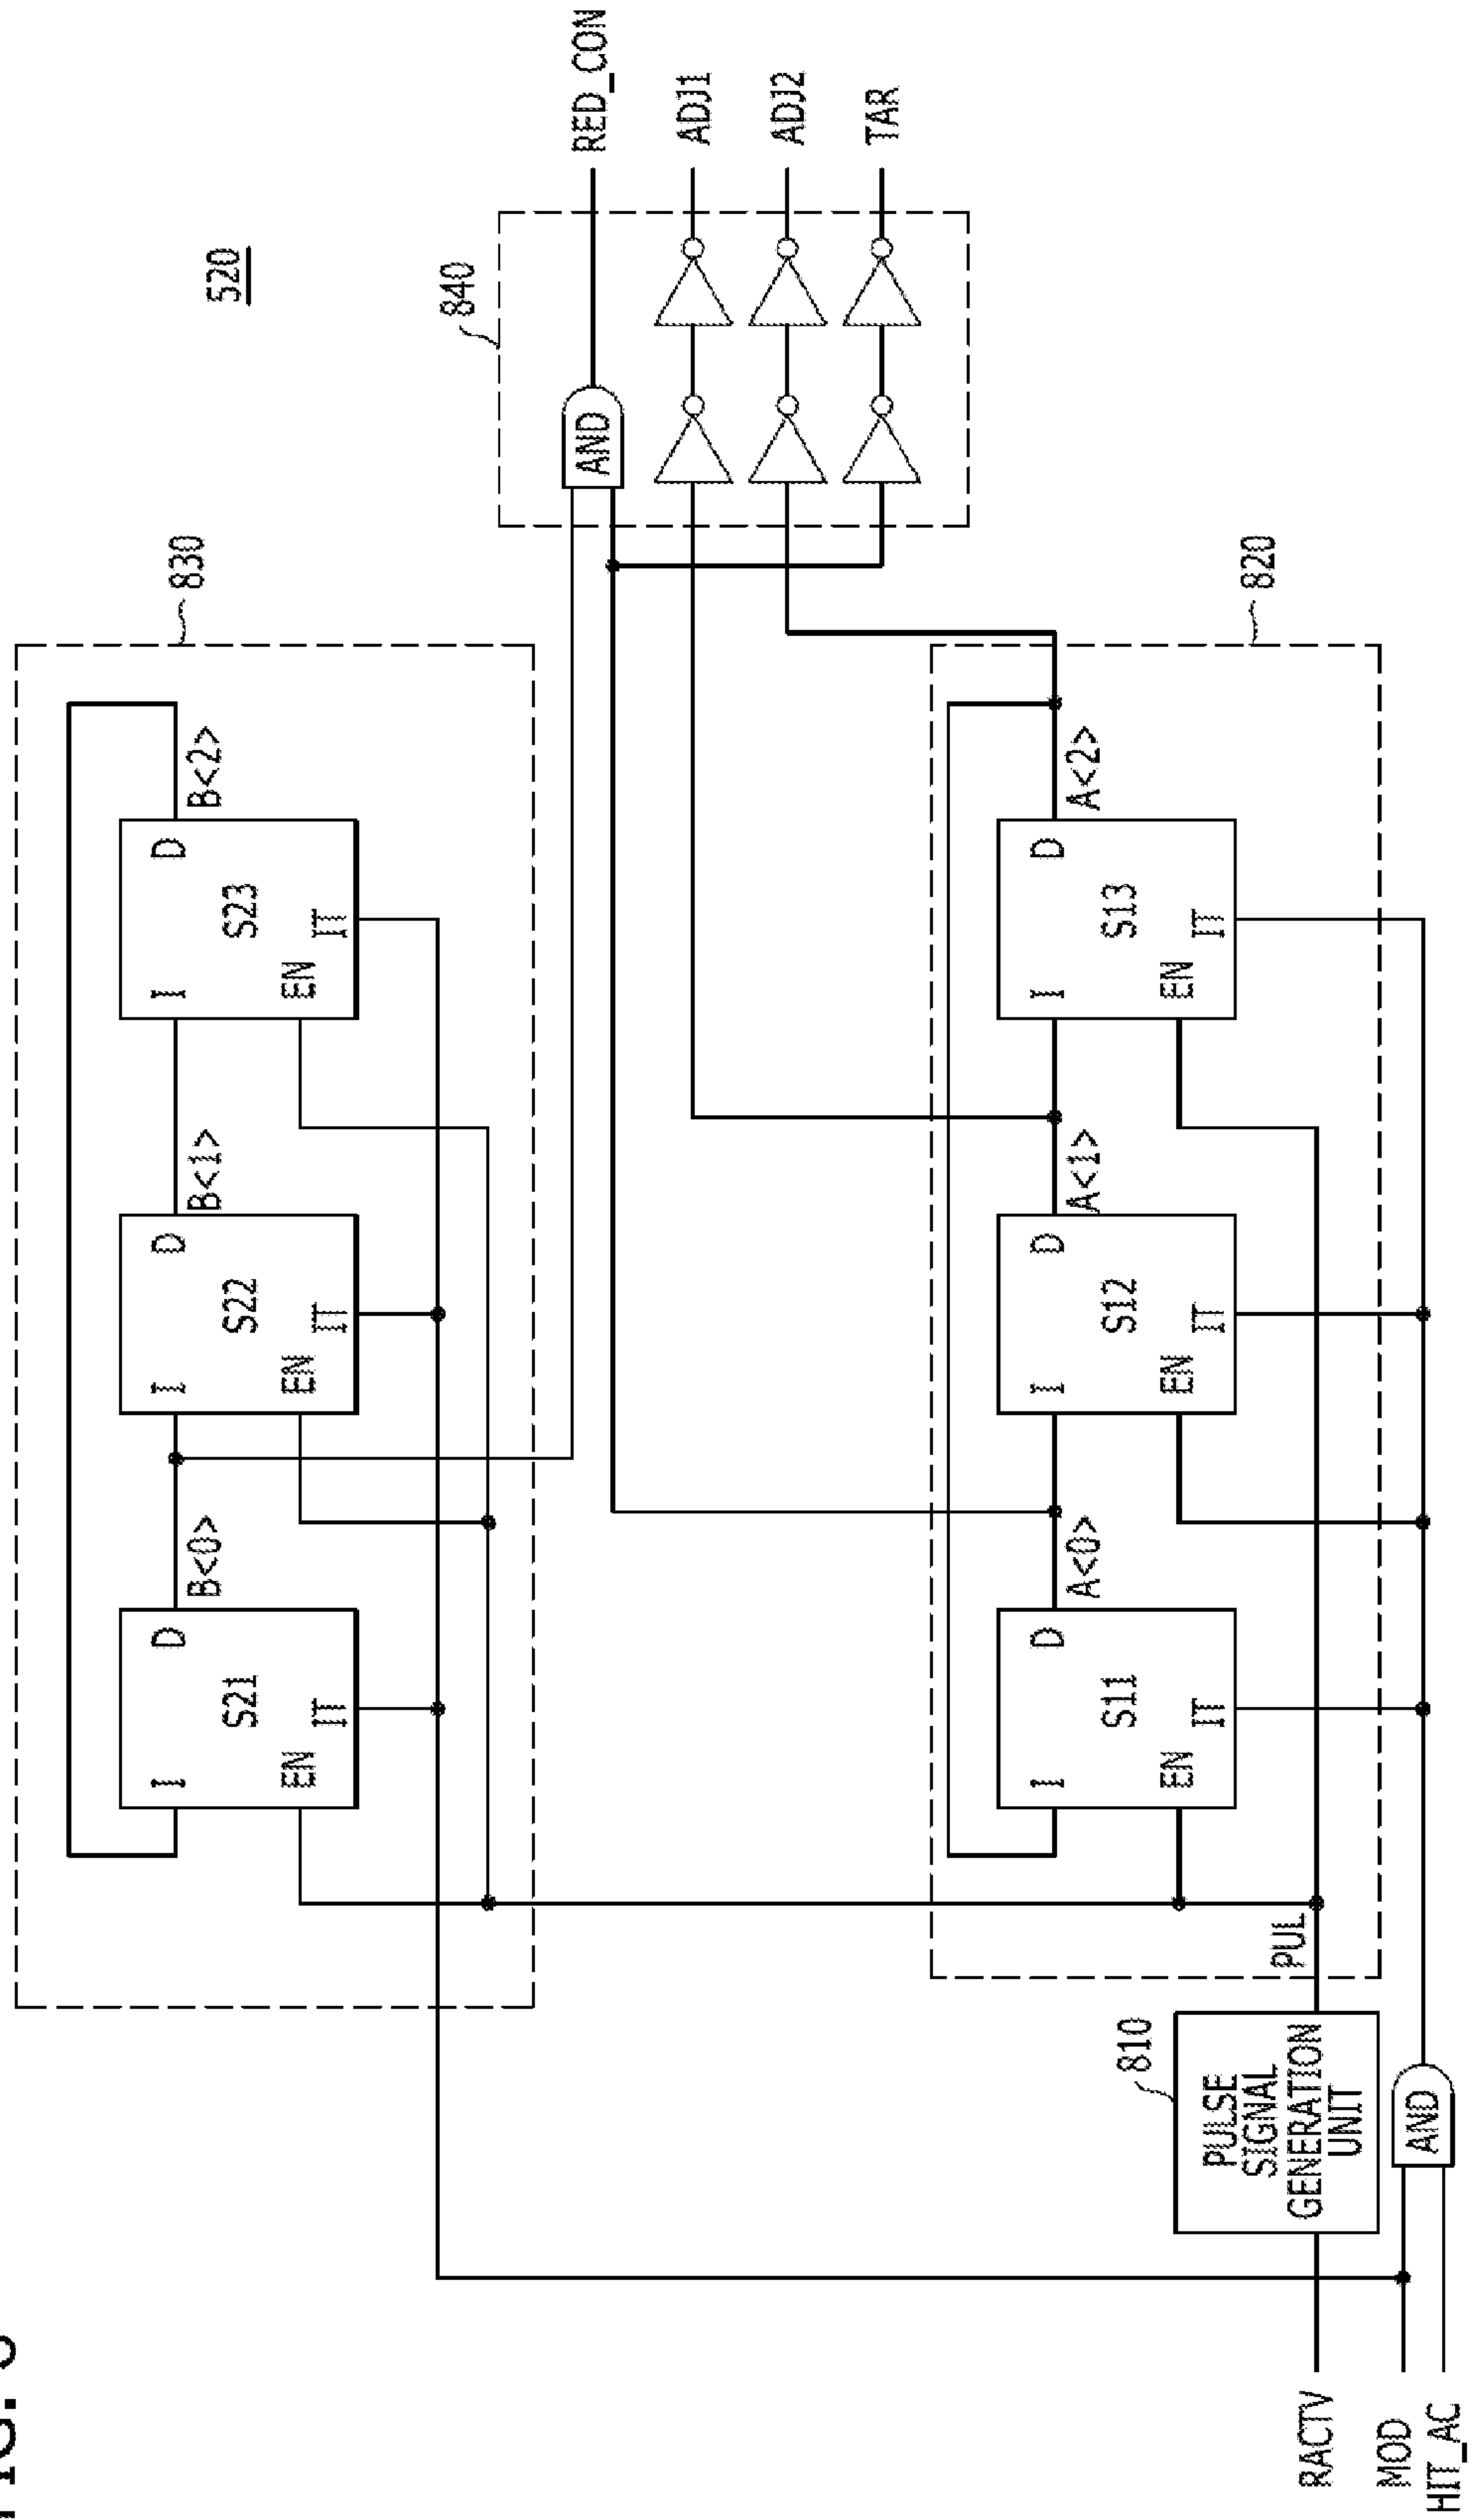 520
830
B<0>
B<1>
B<2>
I
D
S21
EN
IT
I
D
S22
EN
IT
I
D
S23
EN
IT
840
AND
RED_CON
ADJ1
ADJ2
TAR
820
A<0>
A<1>
A<2>
I
D
S11
EN
IT
I
D
S12
EN
IT
I
D
S13
EN
IT
PUL
810
PULSE
SIGNAL
GENERATION
UNIT
AND
RACTV
MOD
HIT_AC